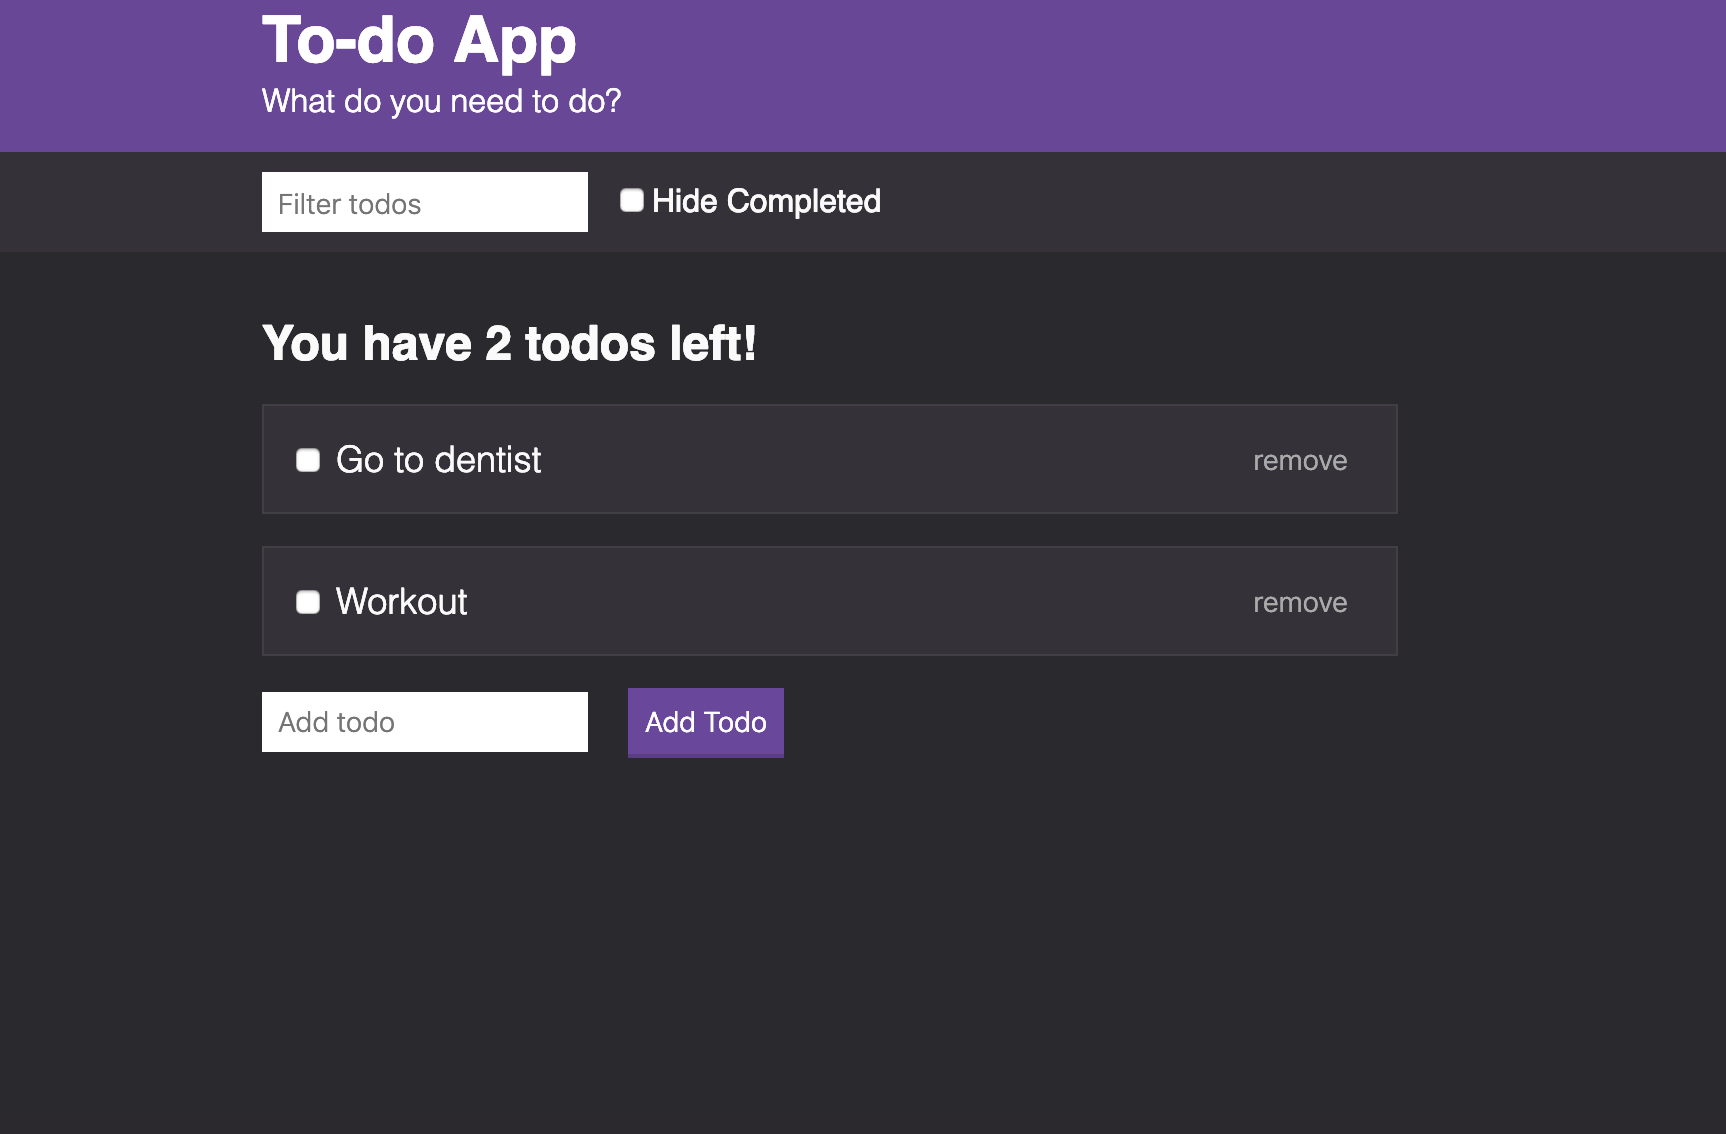 To-do App
What do you need to do?
Filter todos Hide Completed
You have 2 todos left!
Go to dentist remove
Workout remove
Add todo Add Todo